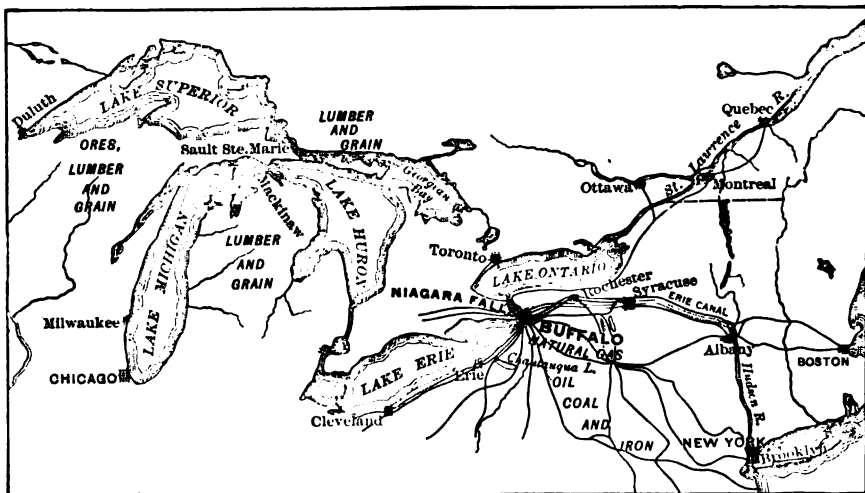 Duluth
LAKE SUPERIOR
ORES,
LUMBER
AND
GRAIN
Sault Ste. Marie
Mackinaw
LUMBER
AND
GRAIN
Georgian
Bay
LAKE HURON
LUMBER
AND
GRAIN
LAKE MICHIGAN
Milwaukee
CHICAGO
Quebec
St. Lawrence R.
Ottawa
Montreal
Toronto
LAKE ONTARIO
NIAGARA FALL
Rochester
Syracuse
ERIE CANAL
BUFFALO
NATURAL GAS
Chautauqua L.
OIL
COAL
AND
IRON
LAKE ERIE
Erie
Cleveland
Albany
BOSTON
Hudson R.
NEW YORK
Brooklyn